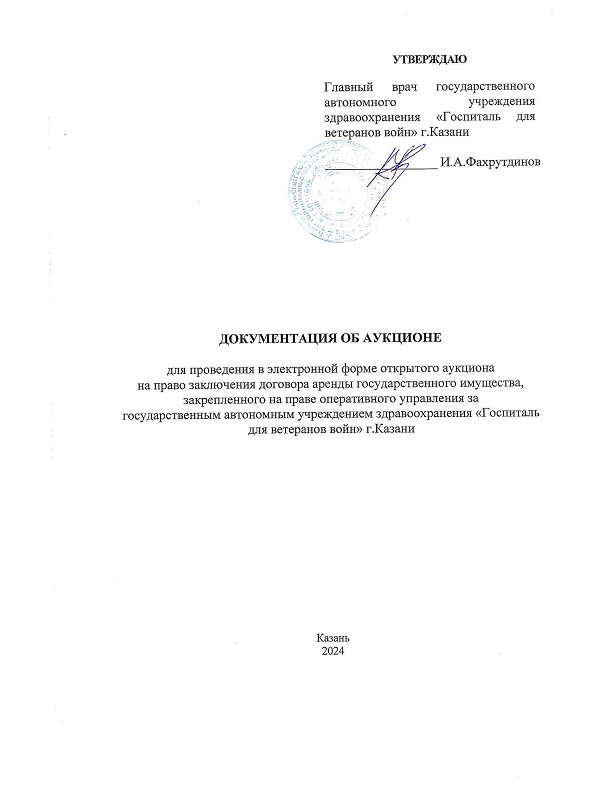 УТВЕРЖДАЮ
Главный врач государственного
автономного учреждения
здравоохранения «Госпиталь для
ветеранов войн» г.Казани
И.А.Фахрутдинов
ДОКУМЕНТАЦИЯ ОБ АУКЦИОНЕ
для проведения в электронной форме открытого аукциона
на право заключения договора аренды государственного имущества,
закрепленного на праве оперативного управления за
государственным автономным учреждением здравоохранения «Госпиталь
для ветеранов войн» г.Казани
Казань
2024